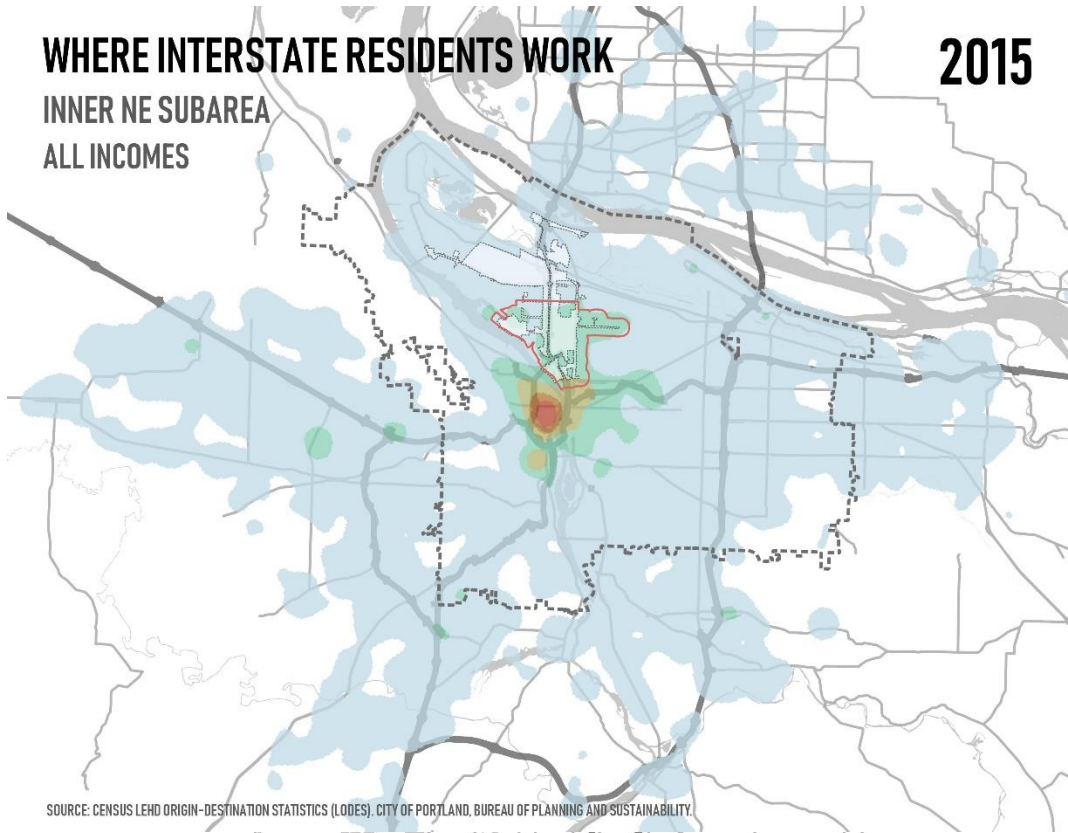 WHERE INTERSTATE RESIDENTS WORK
2015
INNER NE SUBAREA
ALL INCOMES
SOURCE: CENSUS LEHD ORIGIN-DESTINATION STATISTICS (LODES). CITY OF PORTLAND, BUREAU OF PLANNING AND SUSTAINABILITY.